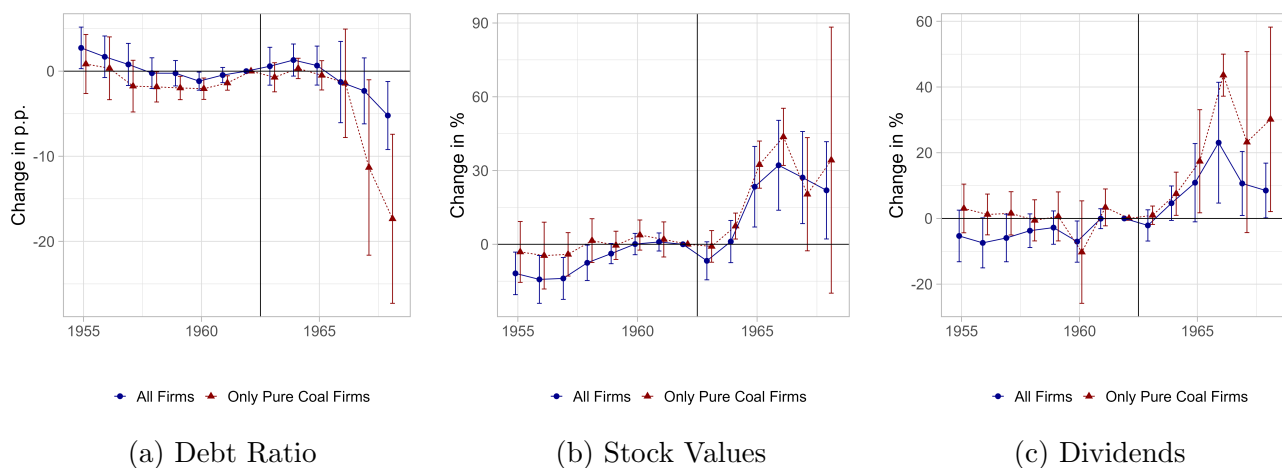 Change in p.p.
0
-10
-20
1955
1960
1965
All Firms
Only Pure Coal Firms
(a) Debt Ratio
Change in %
90
60
30
0
1955
1960
1965
All Firms
Only Pure Coal Firms
(b) Stock Values
Change in %
60
40
20
0
-20
1955
1960
1965
All Firms
Only Pure Coal Firms
(c) Dividends